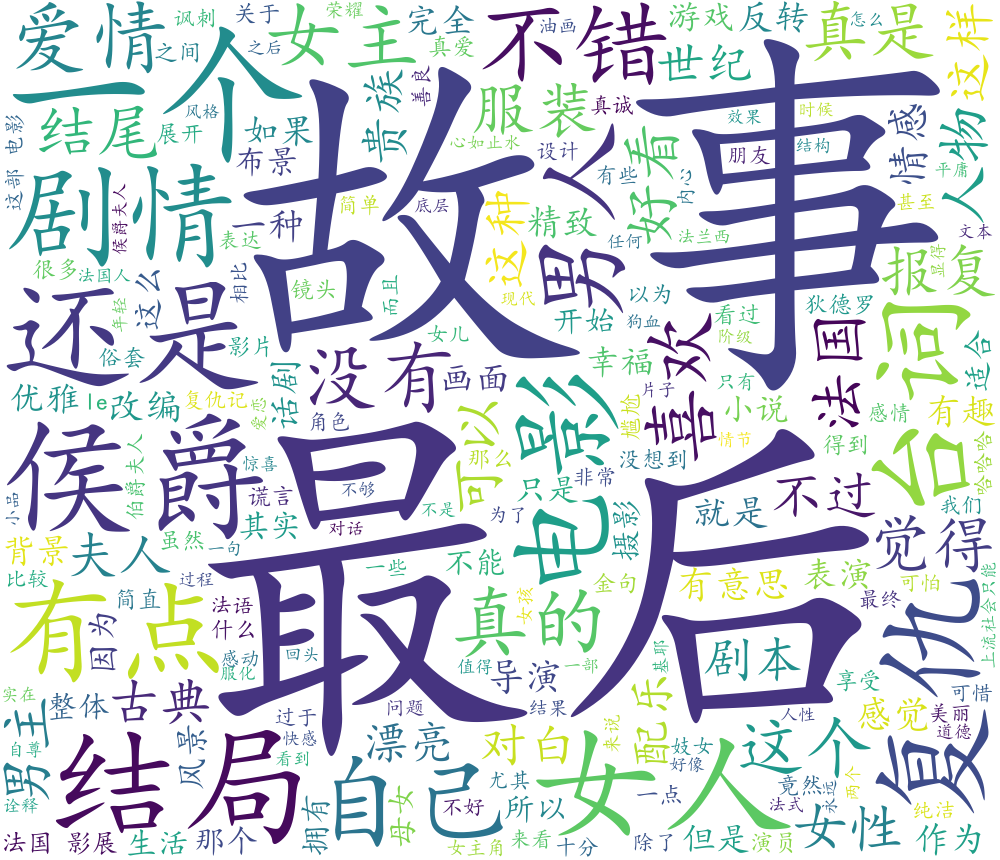 爱情
讽刺
之间
关于
之后
荣耀
女主
完全
真爱
不错
油画
游戏
反转
怎么
真是
这样
一个
结尾
风格
展开
如果
布景
贵族
善良
服装
真诚
世纪
效果
时候
情感
人物
电影
这部
剧情
侯爵夫人
一种
表达
简单
底层
故事
心如止水
设计
这种
精致
男人
有些
任何
好看
内心
法兰西
朋友
结构
甚至
平庸
文本
很多
法国人
这么
相比
镜头
而且
现代
开始
以为
看过
狄德罗
报复
显得
还是
年轻
俗套
影片
女儿
没有
画面
幸福
狗血
阶级
喜欢
法国
台词
适合
优雅
le
改编
复仇记
爱恋
话剧
角色
可以
电影
尴尬
片子
只有
小说
情节
没想到
得到
感情
有趣
哈哈哈
侯爵
小品
伯爵夫人
惊喜
谎言
不够
那么
只是
非常
就是
不过
我们
背景
夫人
虽然
其实
一句
对话
最后
不是
为了
不能
摄影
觉得
比较
有点
过程
一些
金句
有意思
表演
可怕
简直
因为
法语
什么
真的
女孩
剧本
最终
复仇
上流社会只能
感动
服化
回头
值得
一部
基耶
导演
享受
实在
男主
整体
古典
风景
过于
快感
问题
结果
配乐
人性
感觉
可惜
美丽
道德
自尊
诠释
结局
看到
漂亮
自己
对白
来说
女人
妓女
好像
这个
竟然
永远
两个
纯洁
尤其
一点
法式
法国
影展
生活
那个
拥有
母女
不好
女主角
所以
来看
十分
除了
但是
演员
女性
作为